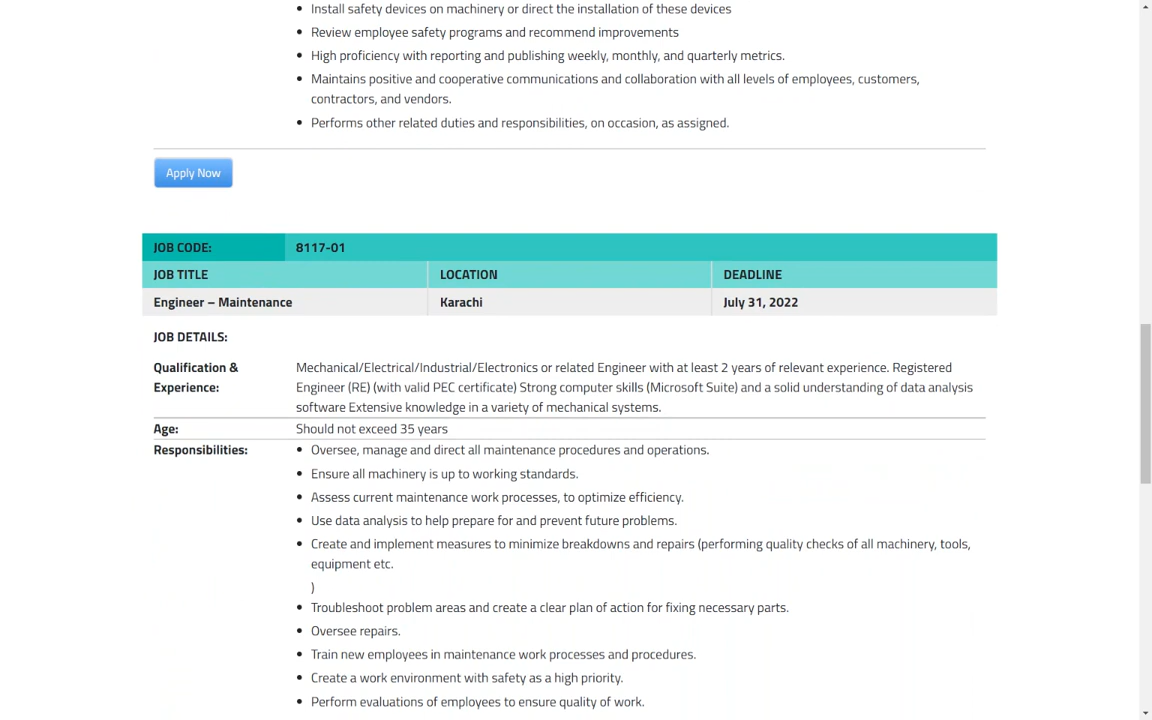 Install safety devices on machinery or direct the installation of these devices
Review employee safety programs and recommend improvements
High proficiency with reporting and publishing weekly, monthly, and quarterly metrics.
Maintains positive and cooperative communications and collaboration with all levels of employees, customers,
contractors, and vendors.
Performs other related duties and responsibilities, on occasion, as assigned.
Apply Now
JOB CODE: 8117-01
JOB TITLE LOCATION DEADLINE
Engineer – Maintenance Karachi July 31, 2022
JOB DETAILS:
Qualification & Mechanical/Electrical/Industrial/Electronics or related Engineer with at least 2 years of relevant experience. Registered
Experience: Engineer (RE) (with valid PEC certificate) Strong computer skills (Microsoft Suite) and a solid understanding of data analysis
software Extensive knowledge in a variety of mechanical systems.
Age: Should not exceed 35 years
Responsibilities: Oversee, manage and direct all maintenance procedures and operations.
Ensure all machinery is up to working standards.
Assess current maintenance work processes, to optimize efficiency.
Use data analysis to help prepare for and prevent future problems.
Create and implement measures to minimize breakdowns and repairs (performing quality checks of all machinery, tools,
equipment etc.
)
Troubleshoot problem areas and create a clear plan of action for fixing necessary parts.
Oversee repairs.
Train new employees in maintenance work processes and procedures.
Create a work environment with safety as a high priority.
Perform evaluations of employees to ensure quality of work.